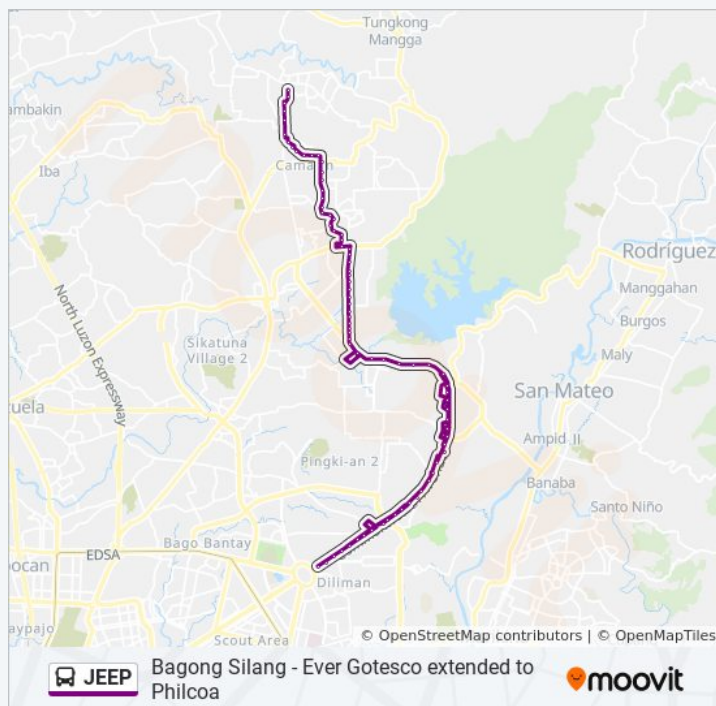 Tungkong
Mangga
ambakin
Iba
Camarin
Rodríguez
Manggahan
North Luzon Expressway
Burgos
Sikatuna
Village 2
Maly
San Mateo
zuela
Ampid II
Pingki-an 2
Banaba
Santo Niño
EDSA
Bago Bantay
ocan
Diliman
aypajo
Scout Area
© OpenStreetMap contributors | © OpenMapTiles
JEEP
Bagong Silang - Ever Gotesco extended to
Philcoa
moovit